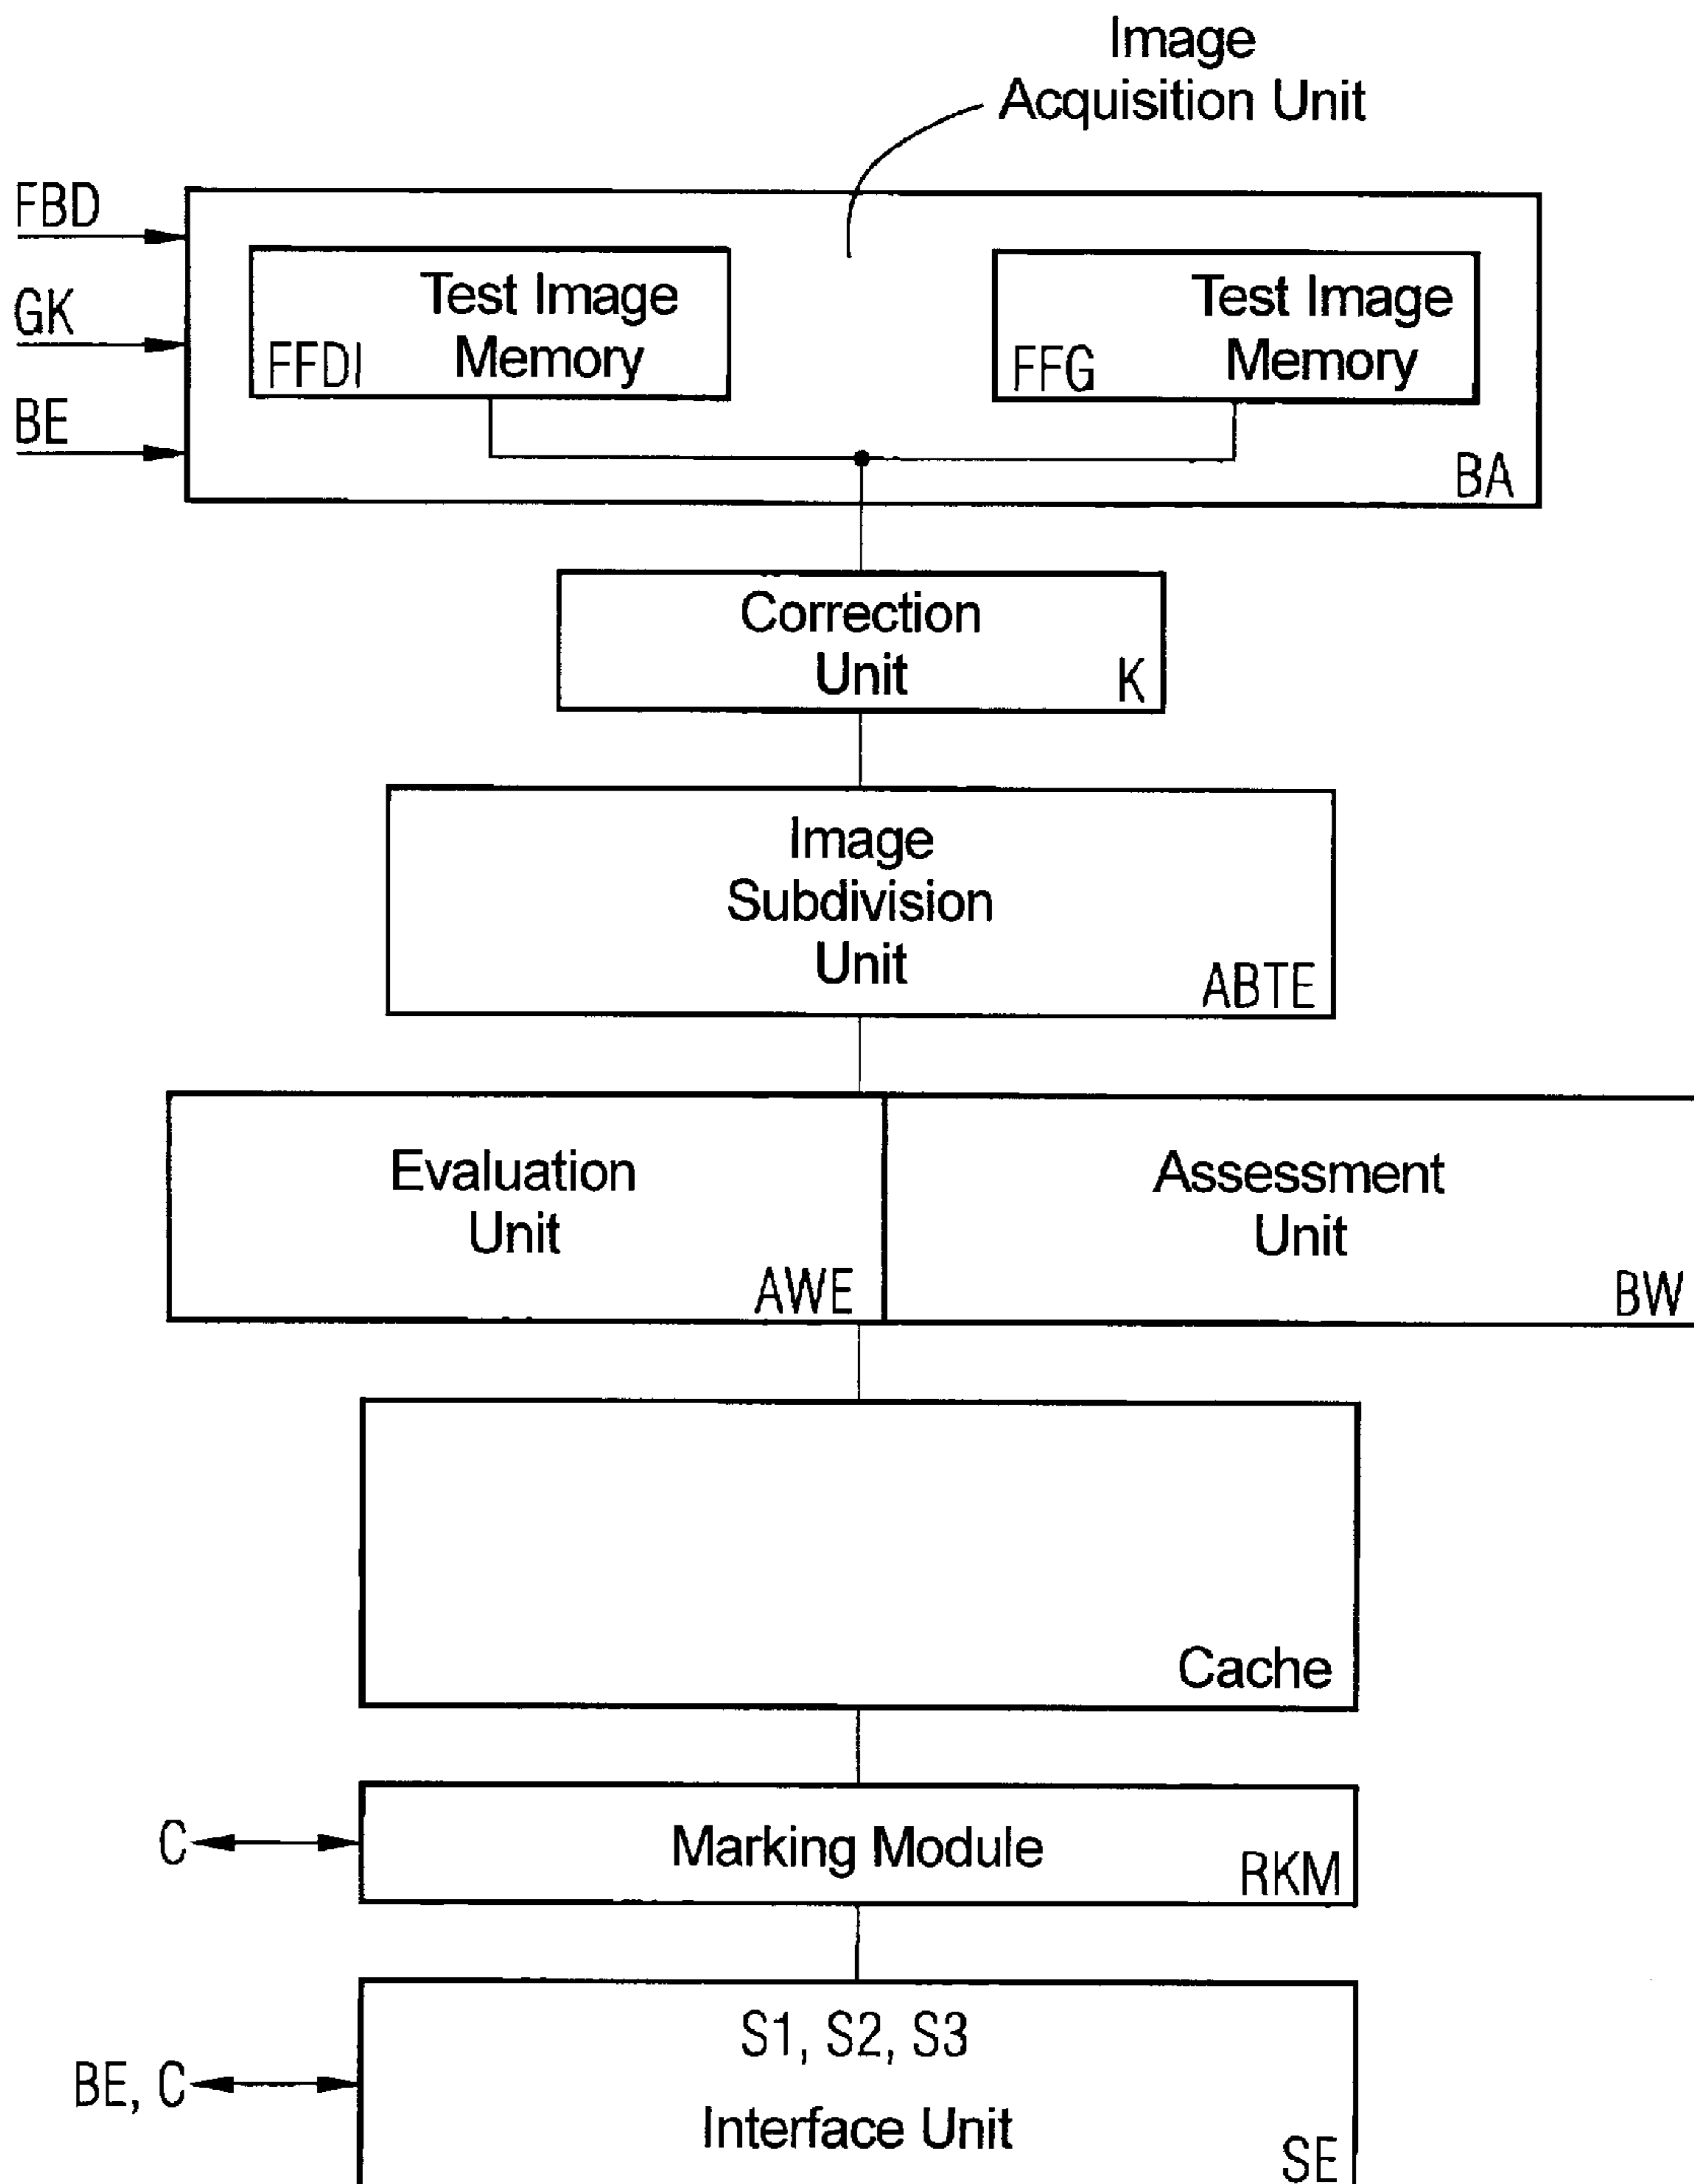 Image
Acquisition Unit
FBD
GK
BE
Test Image
Memory
FFDI
Test Image
Memory
FFG
BA
Correction
Unit
K
Image
Subdivision
Unit
ABTE
Evaluation
Unit
AWE
Assessment
Unit
BW
Cache
C
Marking Module
RKM
BE, C
S1, S2, S3
Interface Unit
SE